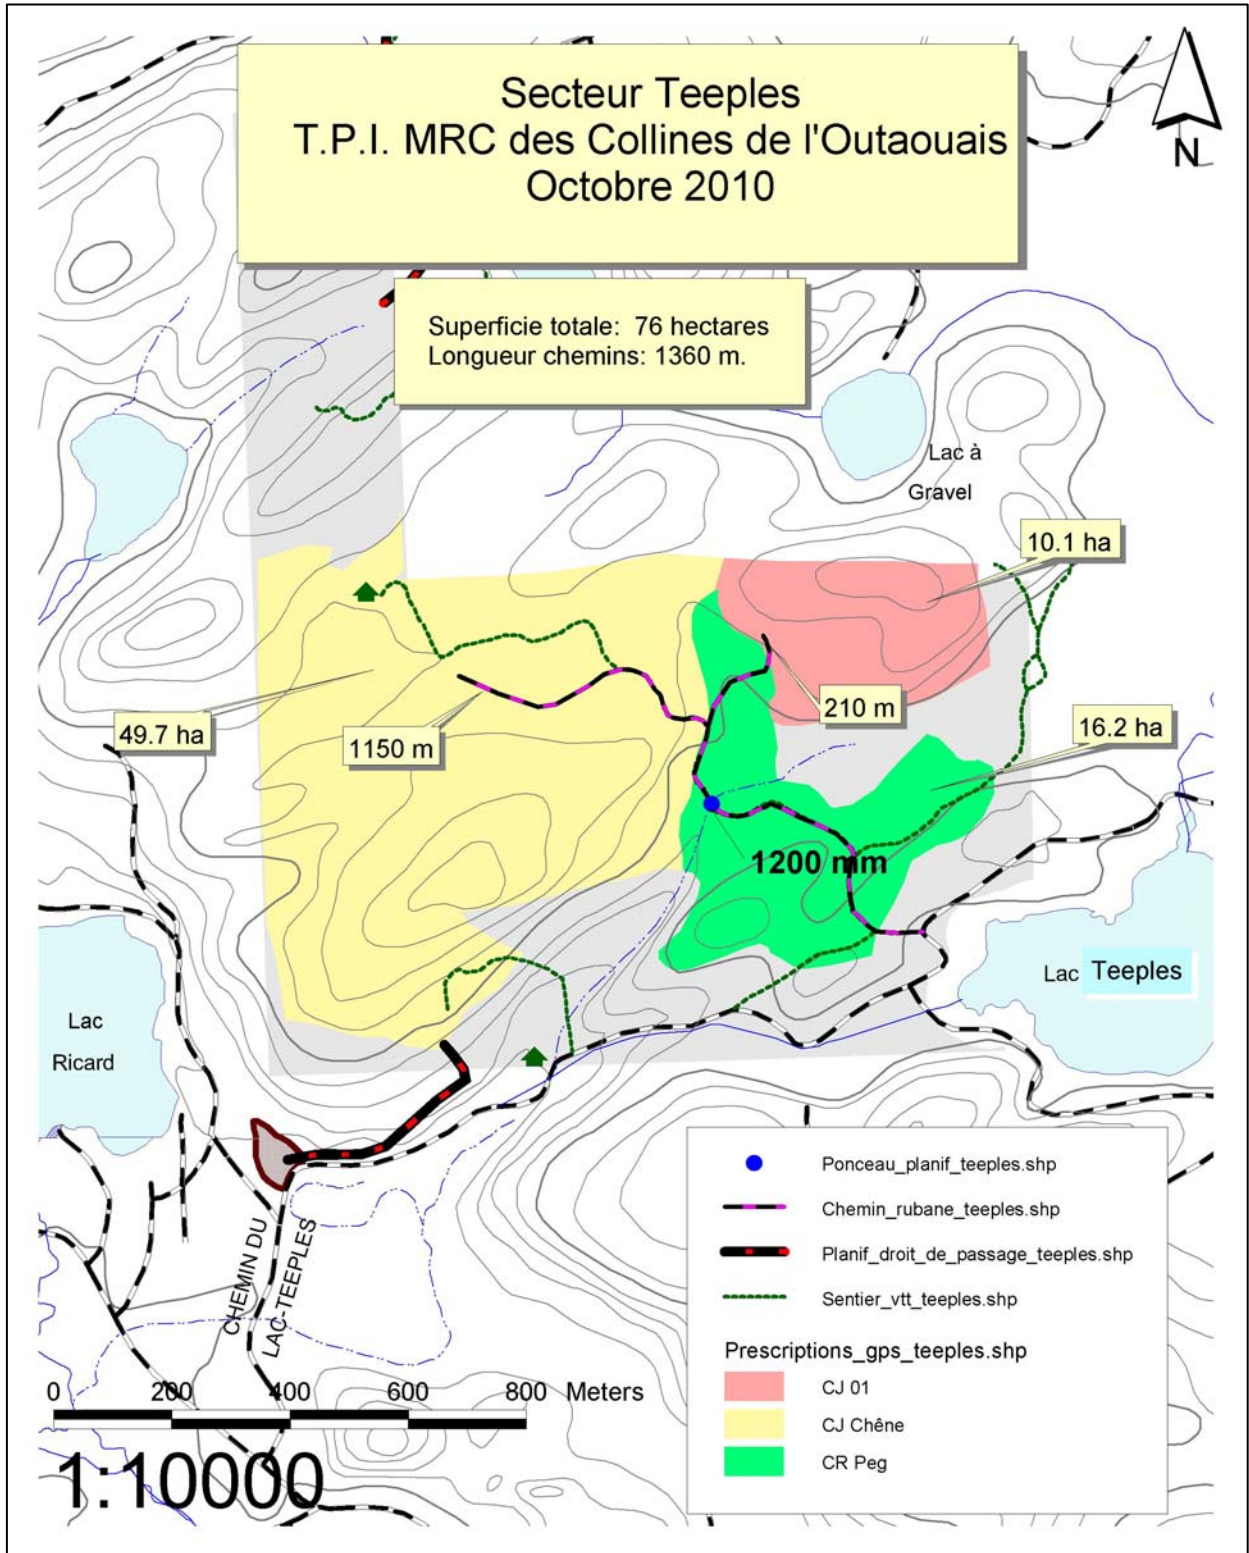 Secteur Teeples
T.P.I. MRC des Collines de l'Outaouais
Octobre 2010
N
Superficie totale: 76 hectares
Longueur chemins: 1360 m.
Lac à
Gravel
10.1 ha
49.7 ha
1150 m
210 m
16.2 ha
1200 mm
Lac Teeples
Lac
Ricard
CHEMIN DU
LAC-TEEPLES
Ponceau_planif_teeples.shp
Chemin_rubane_teeples.shp
Planif_droit_de_passage_teeples.shp
Sentier_vtt_teeples.shp
Prescriptions_gps_teeples.shp
CJ 01
CJ Chêne
CR Peg
0 200 400 600 800 Meters
1:10000